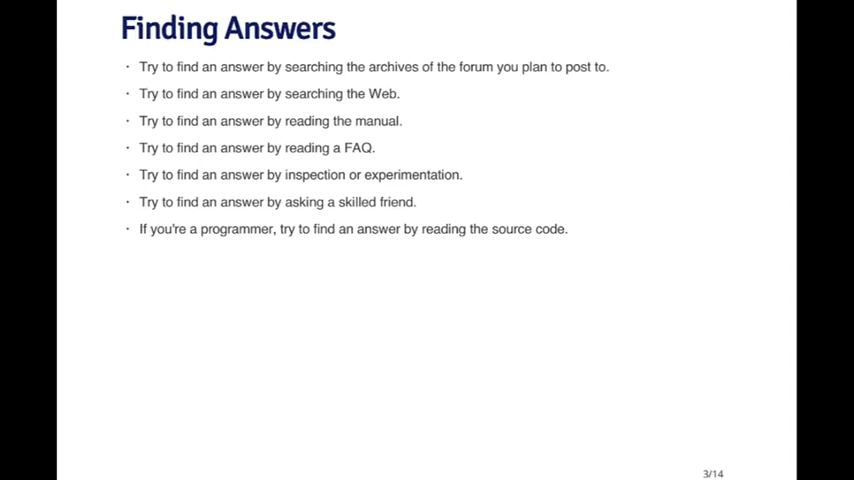 Finding Answers
· Try to find an answer by searching the archives of the forum you plan to post to.
· Try to find an answer by searching the Web.
· Try to find an answer by reading the manual.
· Try to find an answer by reading a FAQ.
· Try to find an answer by inspection or experimentation.
· Try to find an answer by asking a skilled friend.
· If you're a programmer, try to find an answer by reading the source code.
3/14